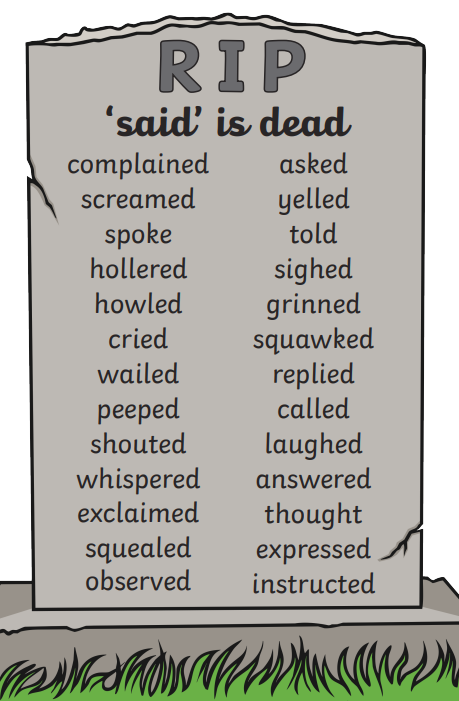 RIP
‘said’ is dead
complained asked
screamed yelled
spoke told
hollered sighed
howled grinned
cried squawked
wailed replied
peeped called
shouted laughed
whispered answered
exclaimed thought
squealed expressed
observed instructed